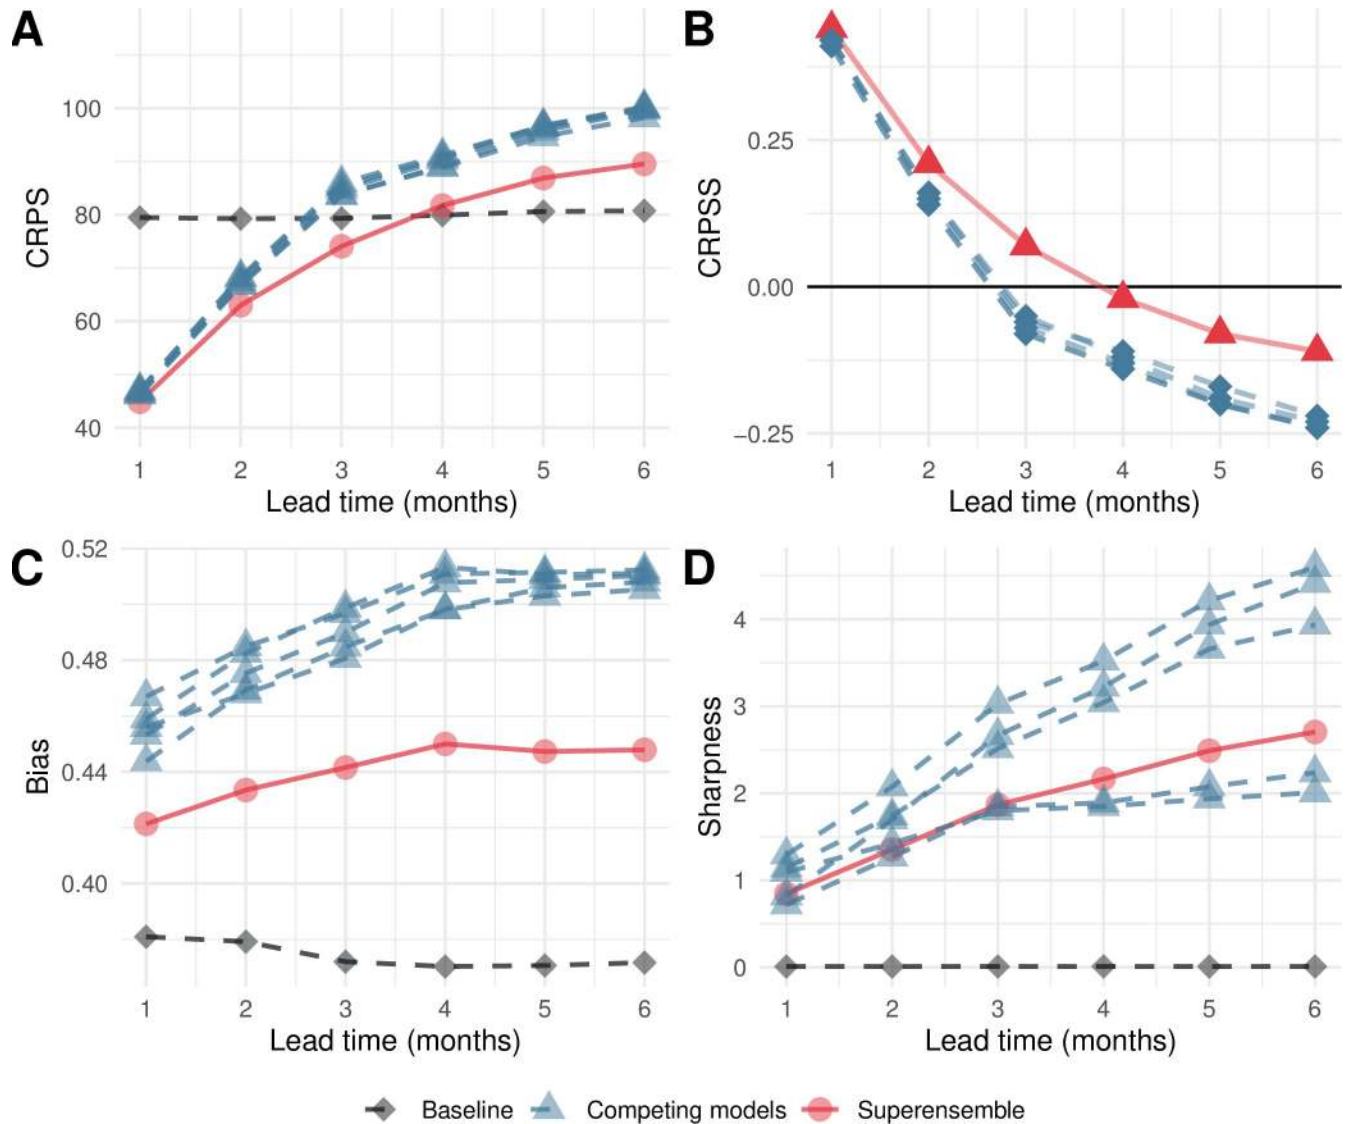 A
CRPS
100
80
60
40
1 2 3 4 5 6
Lead time (months)
B
CRPSS
0.25
0.00
−0.25
1 2 3 4 5 6
Lead time (months)
C
Bias
0.52
0.48
0.44
0.40
1 2 3 4 5 6
Lead time (months)
D
Sharpness
4
3
2
1
0
1 2 3 4 5 6
Lead time (months)
Baseline Competing models Superensemble